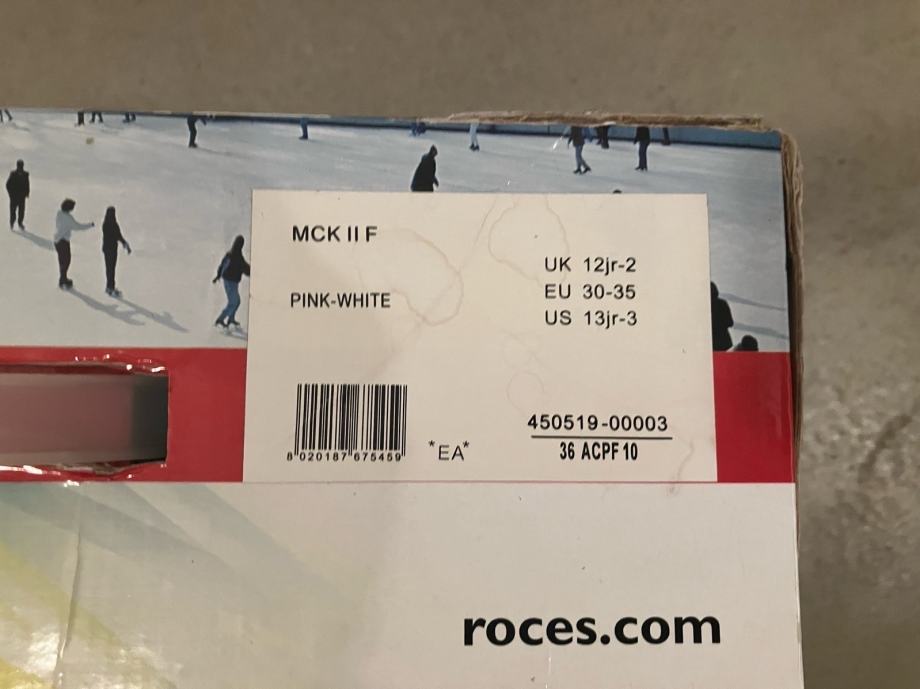 MCK II F
PINK-WHITE
UK 12jr-2
EU 30-35
US 13jr-3
8 020187 675459
*EA*
450519-00003
36 ACPF 10
roces.com